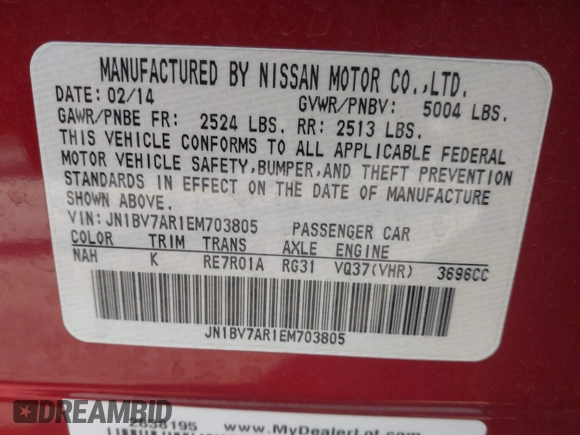 MANUFACTURED BY NISSAN MOTOR CO.,LTD.
DATE: 02/14 GVWR/PNBV: 5004 LBS.
GAWR/PNBE FR: 2524 LBS. RR: 2513 LBS.
THIS VEHICLE CONFORMS TO ALL APPLICABLE FEDERAL
MOTOR VEHICLE SAFETY,BUMPER,AND THEFT PREVENTION
STANDARDS IN EFFECT ON THE DATE OF MANUFACTURE
SHOWN ABOVE.
VIN: JN1BV7AR1EM703805 PASSENGER CAR
COLOR TRIM TRANS AXLE ENGINE
NAH K RE7R01A RG31 VQ37(VHR) 3696CC
JN1BV7AR1EM703805
2638195 www.MyDealerLot.com
DREAMBID